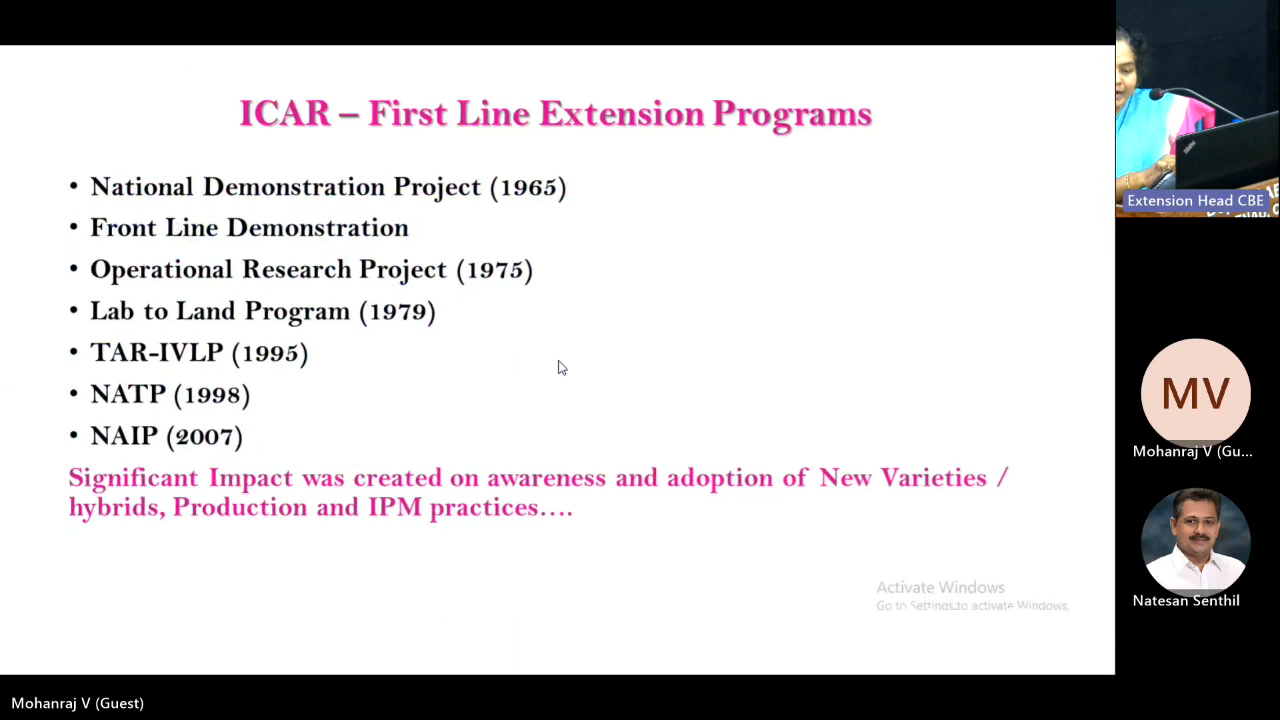 ICAR – First Line Extension Programs
• National Demonstration Project (1965)
• Front Line Demonstration
• Operational Research Project (1975)
• Lab to Land Program (1979)
• TAR-IVLP (1995)
• NATP (1998)
• NAIP (2007)
Significant Impact was created on awareness and adoption of New Varieties /
hybrids, Production and IPM practices....
Activate Windows
Go to Settings to activate Windows.
Extension Head CBE
MV
Mohanraj V (Gu...
Natesan Senthil
Mohanraj V (Guest)